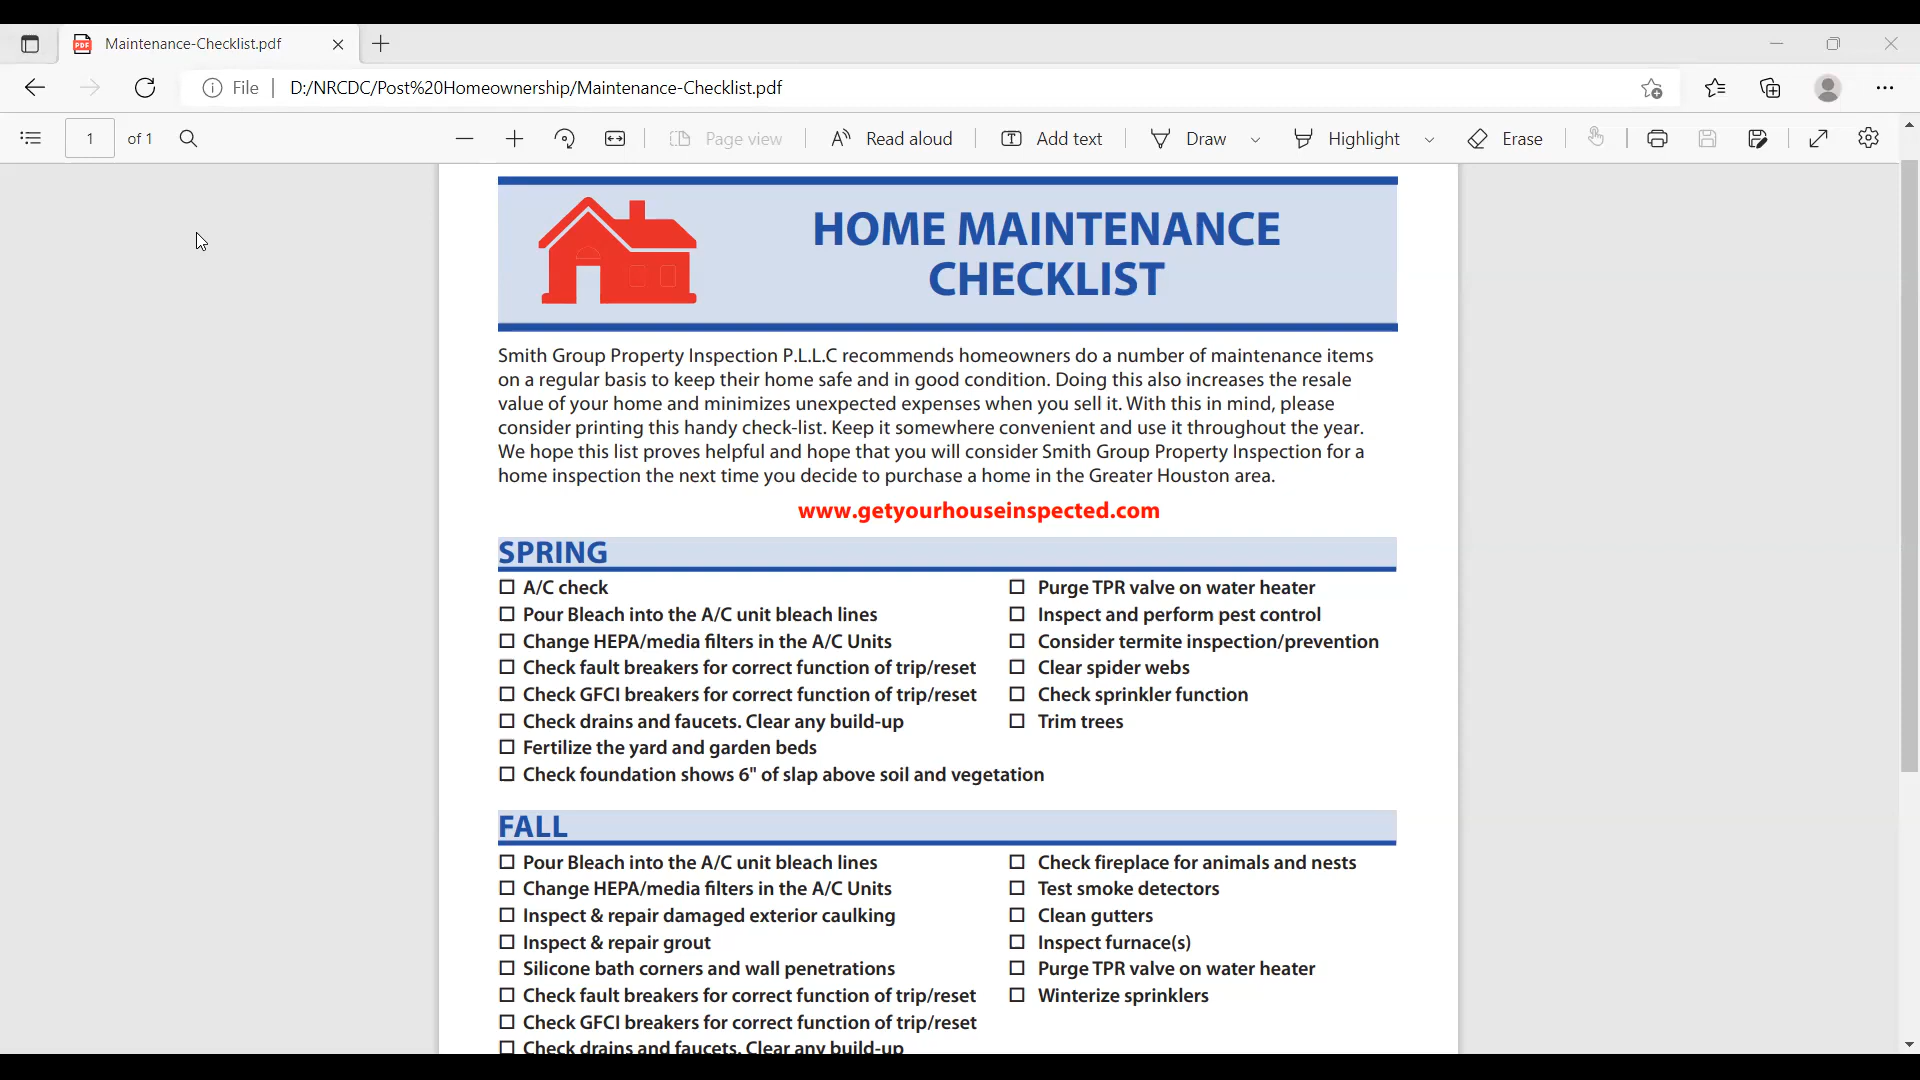 Maintenance-Checklist.pdf
File D:/NRCDC/Post%20Homeownership/Maintenance-Checklist.pdf
1 of 1 Page view Read aloud Add text Draw Highlight Erase
HOME MAINTENANCE
CHECKLIST
Smith Group Property Inspection P.L.L.C recommends homeowners do a number of maintenance items
on a regular basis to keep their home safe and in good condition. Doing this also increases the resale
value of your home and minimizes unexpected expenses when you sell it. With this in mind, please
consider printing this handy check-list. Keep it somewhere convenient and use it throughout the year.
We hope this list proves helpful and hope that you will consider Smith Group Property Inspection for a
home inspection the next time you decide to purchase a home in the Greater Houston area.
www.getyourhouseinspected.com
SPRING
A/C check
Pour Bleach into the A/C unit bleach lines
Change HEPA/media filters in the A/C Units
Check fault breakers for correct function of trip/reset
Check GFCI breakers for correct function of trip/reset
Check drains and faucets. Clear any build-up
Fertilize the yard and garden beds
Check foundation shows 6" of slap above soil and vegetation
Purge TPR valve on water heater
Inspect and perform pest control
Consider termite inspection/prevention
Clear spider webs
Check sprinkler function
Trim trees
FALL
Pour Bleach into the A/C unit bleach lines
Change HEPA/media filters in the A/C Units
Inspect & repair damaged exterior caulking
Inspect & repair grout
Silicone bath corners and wall penetrations
Check fault breakers for correct function of trip/reset
Check GFCI breakers for correct function of trip/reset
Check drains and faucets. Clear any build-up
Check fireplace for animals and nests
Test smoke detectors
Clean gutters
Inspect furnace(s)
Purge TPR valve on water heater
Winterize sprinklers